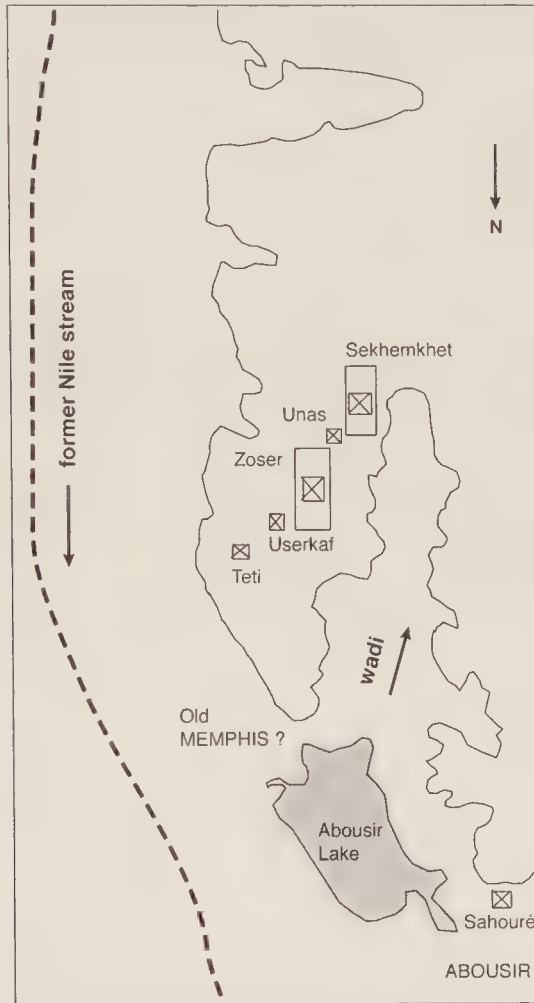 N
former Nile stream
Sekhemkhet
Unas
Zoser
Userkaf
Teti
wadi
Old
MEMPHIS ?
Abousir
Lake
Sahouré
ABOUSIR